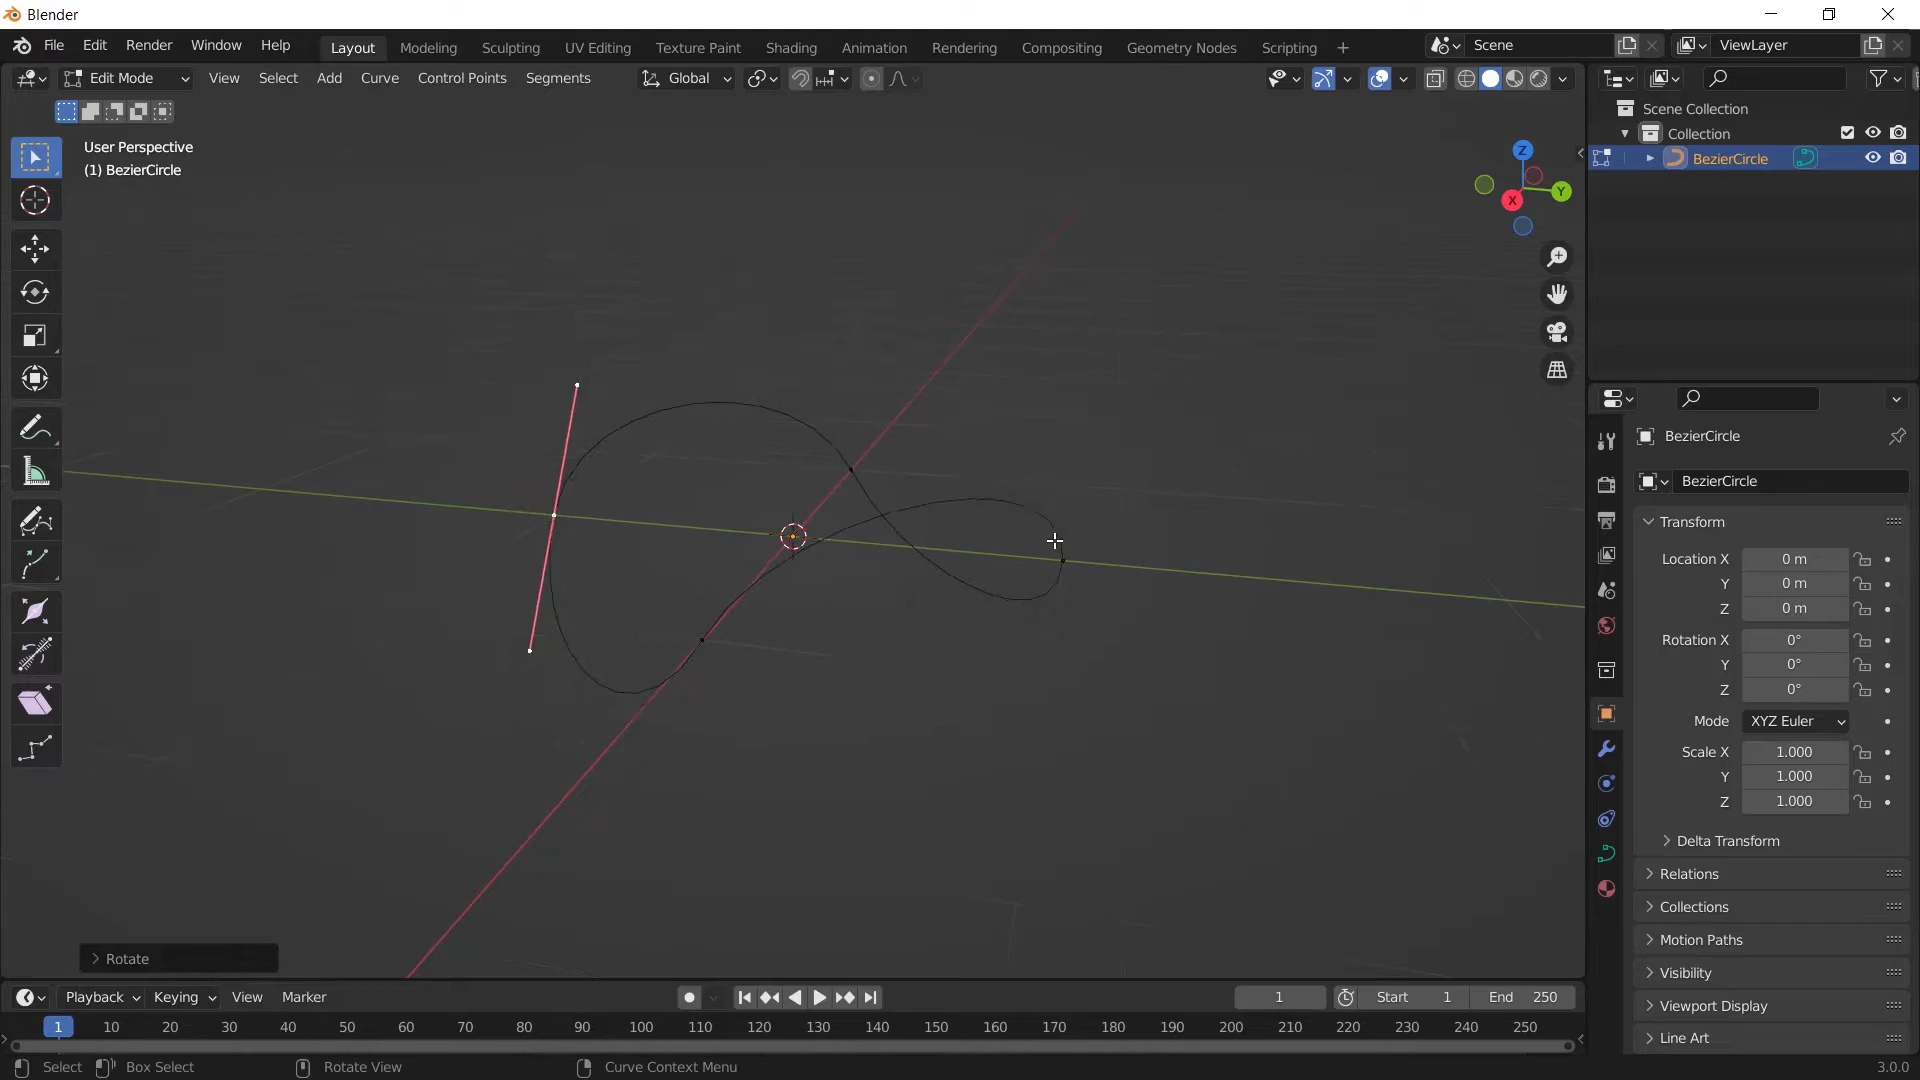 Blender
File Edit Render Window Help Layout Modeling Sculpting UV Editing Texture Paint Shading Animation Rendering Compositing Geometry Nodes Scripting + Scene ViewLayer
Edit Mode View Select Add Curve Control Points Segments Global
User Perspective
(1) BezierCircle
Z
Y
X
Scene Collection
Collection
BezierCircle
BezierCircle
BezierCircle
Transform
Location X 0 m
Y 0 m
Z 0 m
Rotation X 0°
Y 0°
Z 0°
Mode XYZ Euler
Scale X 1.000
Y 1.000
Z 1.000
Delta Transform
Relations
Collections
Motion Paths
Visibility
Viewport Display
Line Art
Rotate
Playback Keying View Marker 1 Start 1 End 250
1 10 20 30 40 50 60 70 80 90 100 110 120 130 140 150 160 170 180 190 200 210 220 230 240 250
Select Box Select Rotate View Curve Context Menu 3.0.0